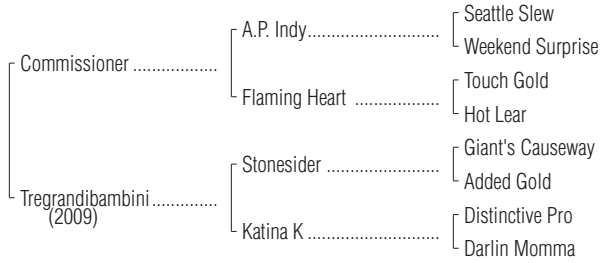 Seattle Slew
A.P. Indy..........................
Weekend Surprise
Commissioner .................
Touch Gold
Flaming Heart .................
Hot Lear
Giant's Causeway
Stonesider ......................
Added Gold
Tregrandibambini.............
(2009)
Distinctive Pro
Katina K ..........................
Darlin Momma